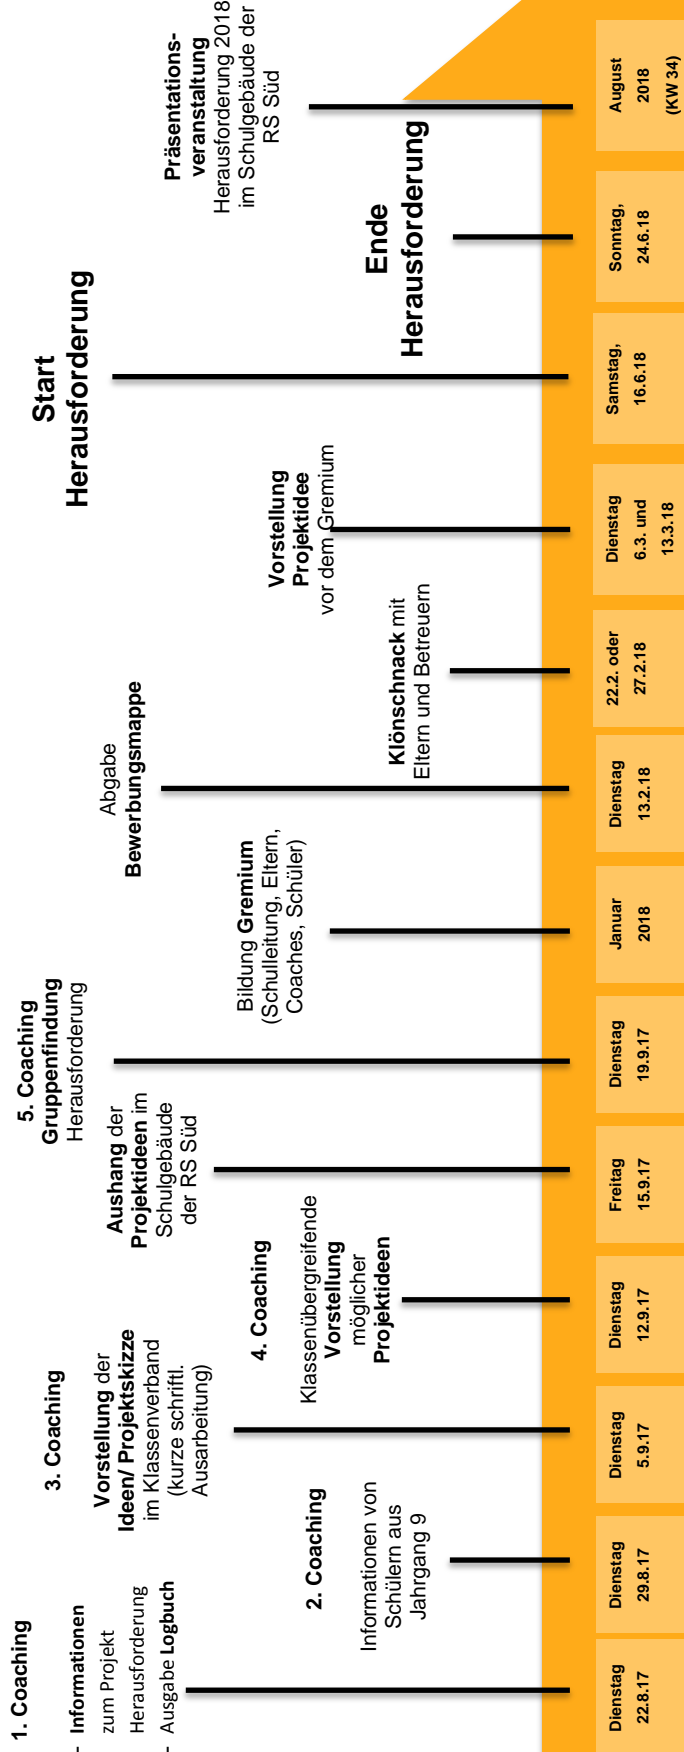 1. Coaching
- Informationen
zum Projekt
Herausforderung
- Ausgabe Logbuch
2. Coaching
Informationen von
Schülern aus
Jahrgang 9
3. Coaching
Vorstellung der
Ideen/ Projektskizze
im Klassenverband
(kurze schriftl.
Ausarbeitung)
4. Coaching
Klassenübergreifende
Vorstellung
möglicher
Projektideen
Aushang der
Projektideen im
Schulgebäude
der RS Süd
5. Coaching
Gruppenfindung
Herausforderung
Bildung Gremium
(Schulleitung, Eltern,
Coaches, Schüler)
Abgabe
Bewerbungsmappe
Klönschnack mit
Eltern und Betreuern
Vorstellung
Projektidee
vor dem Gremium
Start
Herausforderung
Ende
Herausforderung
Präsentations-
veranstaltung
Herausforderung 2018
im Schulgebäude der
RS Süd
Dienstag
22.8.17
Dienstag
29.8.17
Dienstag
5.9.17
Dienstag
12.9.17
Freitag
15.9.17
Dienstag
19.9.17
Januar
2018
Dienstag
13.2.18
22.2. oder
27.2.18
Dienstag
6.3. und
13.3.18
Samstag,
16.6.18
Sonntag,
24.6.18
August
2018
(KW 34)